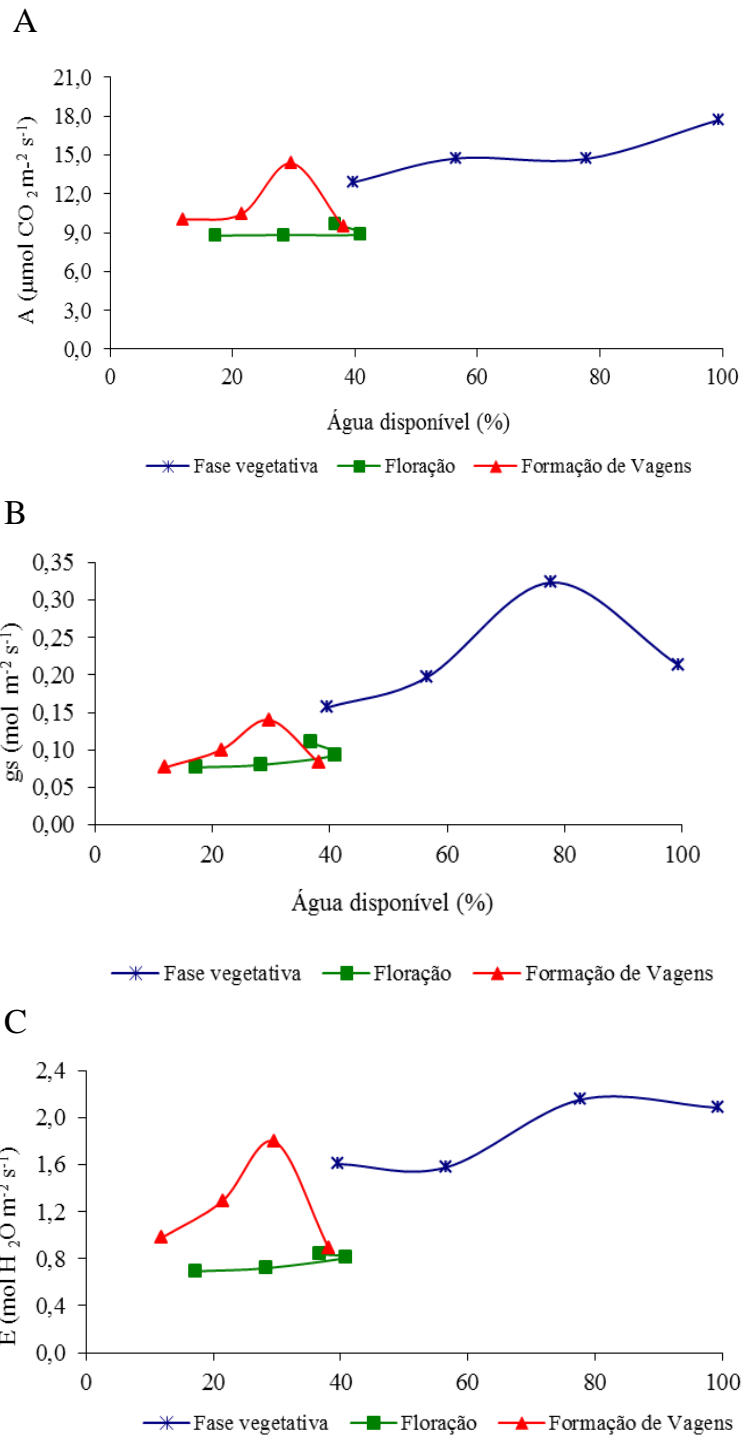 A
21,0
18,0
15,0
12,0
9,0
6,0
3,0
0,0
A (µmol CO 2 m-2 s-1)
0 20 40 60 80 100
Água disponível (%)
Fase vegetativa Floração Formação de Vagens
B
0,35
0,30
0,25
0,20
0,15
0,10
0,05
0,00
gs (mol m-2 s-1)
0 20 40 60 80 100
Água disponível (%)
Fase vegetativa Floração Formação de Vagens
C
2,4
2,0
1,6
1,2
0,8
0,4
0,0
E (mol H 2O m-2 s-1)
0 20 40 60 80 100
Fase vegetativa Floração Formação de Vagens